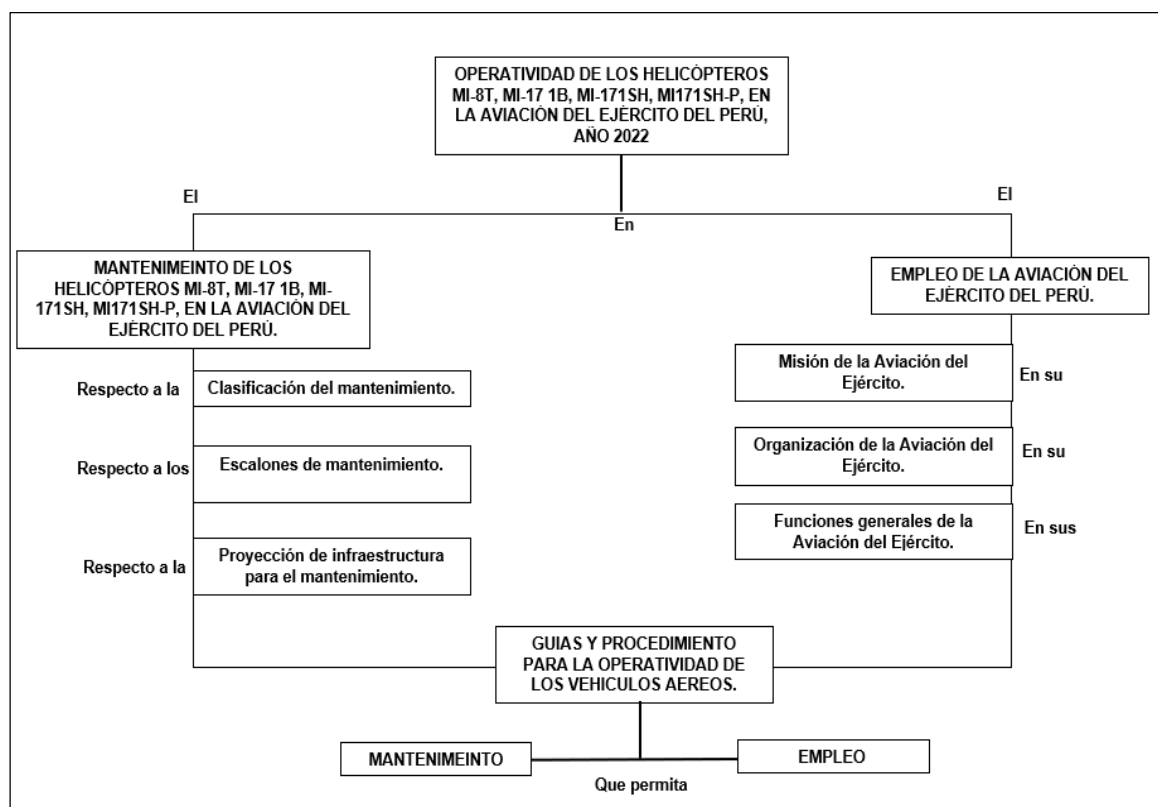 OPERATIVIDAD DE LOS HELICÓPTEROS
MI-8T, MI-17 1B, MI-171SH, MI171SH-P, EN
LA AVIACIÓN DEL EJÉRCITO DEL PERÚ,
AÑO 2022
El
En
El
MANTENIMEINTO DE LOS
HELICÓPTEROS MI-8T, MI-17 1B, MI-
171SH, MI171SH-P, EN LA AVIACIÓN DEL
EJÉRCITO DEL PERÚ.
EMPLEO DE LA AVIACIÓN DEL
EJÉRCITO DEL PERÚ.
Respecto a la
Clasificación del mantenimiento.
Respecto a los
Escalones de mantenimiento.
Respecto a la
Proyección de infraestructura
para el mantenimiento.
Misión de la Aviación del
Ejército.
En su
Organización de la Aviación del
Ejército.
En su
Funciones generales de la
Aviación del Ejército.
En sus
GUIAS Y PROCEDIMIENTO
PARA LA OPERATIVIDAD DE
LOS VEHICULOS AEREOS.
MANTENIMEINTO
EMPLEO
Que permita